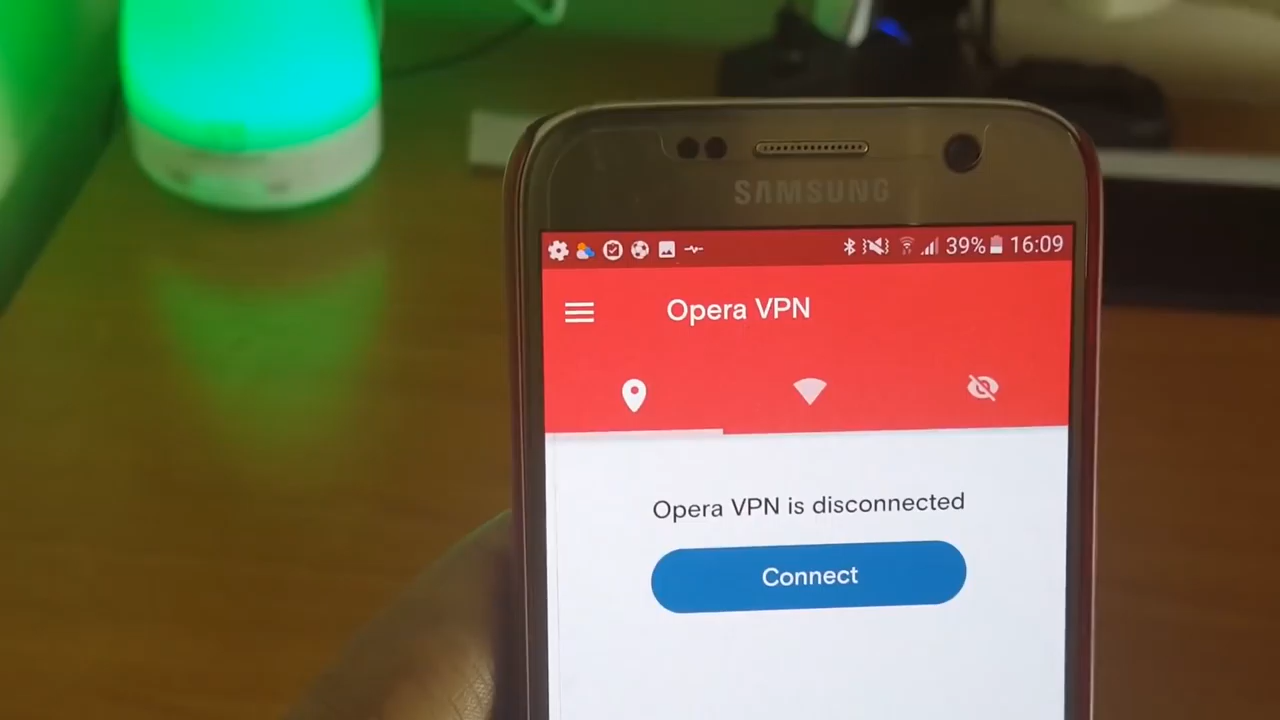 SAMSUNG
39% 16:09
Opera VPN
Opera VPN is disconnected
Connect